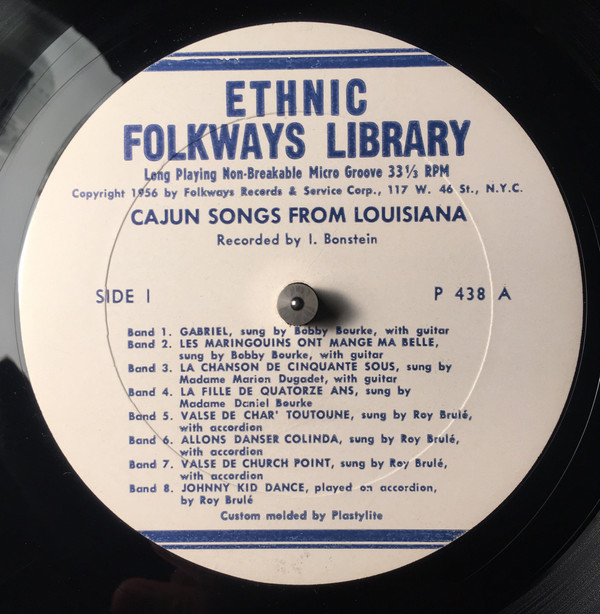 ETHNIC
FOLKWAYS LIBRARY
Long Playing Non-Breakable Micro Groove 33⅓ RPM
Copyright 1956 by Folkways Records & Service Corp., 117 W. 46 St., N.Y.C.
CAJUN SONGS FROM LOUISIANA
Recorded by I. Bonstein
SIDE I P 438 A
Band 1. GABRIEL, sung by Bobby Bourke, with guitar
Band 2. LES MARINGOUINS ONT MANGE MA BELLE,
sung by Bobby Bourke, with guitar
Band 3. LA CHANSON DE CINQUANTE SOUS, sung by
Madame Marion Dugadet, with guitar
Band 4. LA FILLE DE QUATORZE ANS, sung by
Madame Daniel Bourke
Band 5. VALSE DE CHAR' TOUTOUNE, sung by Roy Brulé,
with accordion
Band 6. ALLONS DANSER COLINDA, sung by Roy Brulé,
with accordion
Band 7. VALSE DE CHURCH POINT, sung by Roy Brulé,
with accordion
Band 8. JOHNNY KID DANCE, played on accordion,
by Roy Brulé
Custom molded by Plastylite